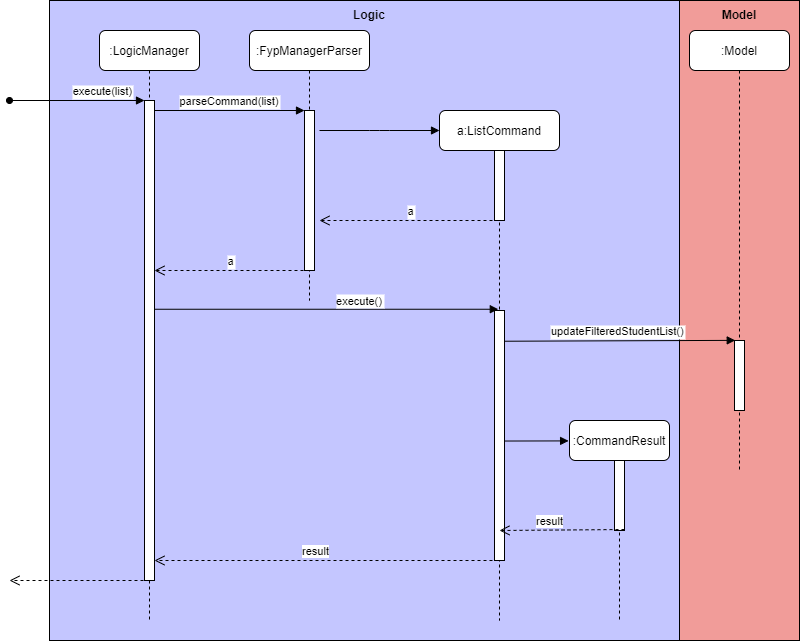 Logic
Model
:LogicManager
:FypManagerParser
:Model
execute(list)
parseCommand(list)
a:ListCommand
a
a
execute()
updateFilteredStudentList()
:CommandResult
result
result